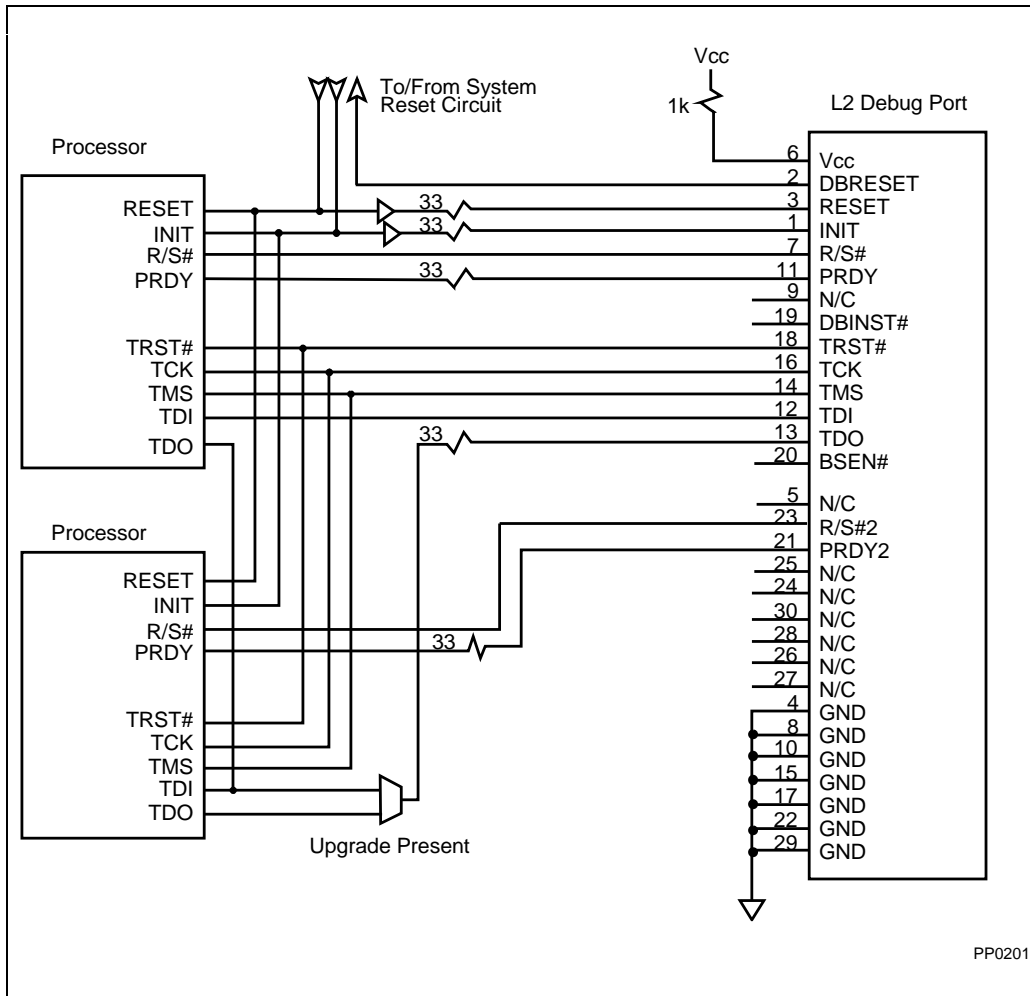 Vcc
To/From System
Reset Circuit
1k
L2 Debug Port
Processor
RESET
INIT
R/S#
PRDY
TRST#
TCK
TMS
TDI
TDO
33
33
33
33
6 Vcc
2 DBRESET
3 RESET
1 INIT
7 R/S#
11 PRDY
9 N/C
19 DBINST#
18 TRST#
16 TCK
14 TMS
12 TDI
13 TDO
20 BSEN#
5 N/C
23 R/S#2
21 PRDY2
25 N/C
24 N/C
30 N/C
28 N/C
26 N/C
27 N/C
4 GND
8 GND
10 GND
15 GND
17 GND
22 GND
29 GND
Processor
RESET
INIT
R/S#
PRDY
33
TRST#
TCK
TMS
TDI
TDO
Upgrade Present
PP0201